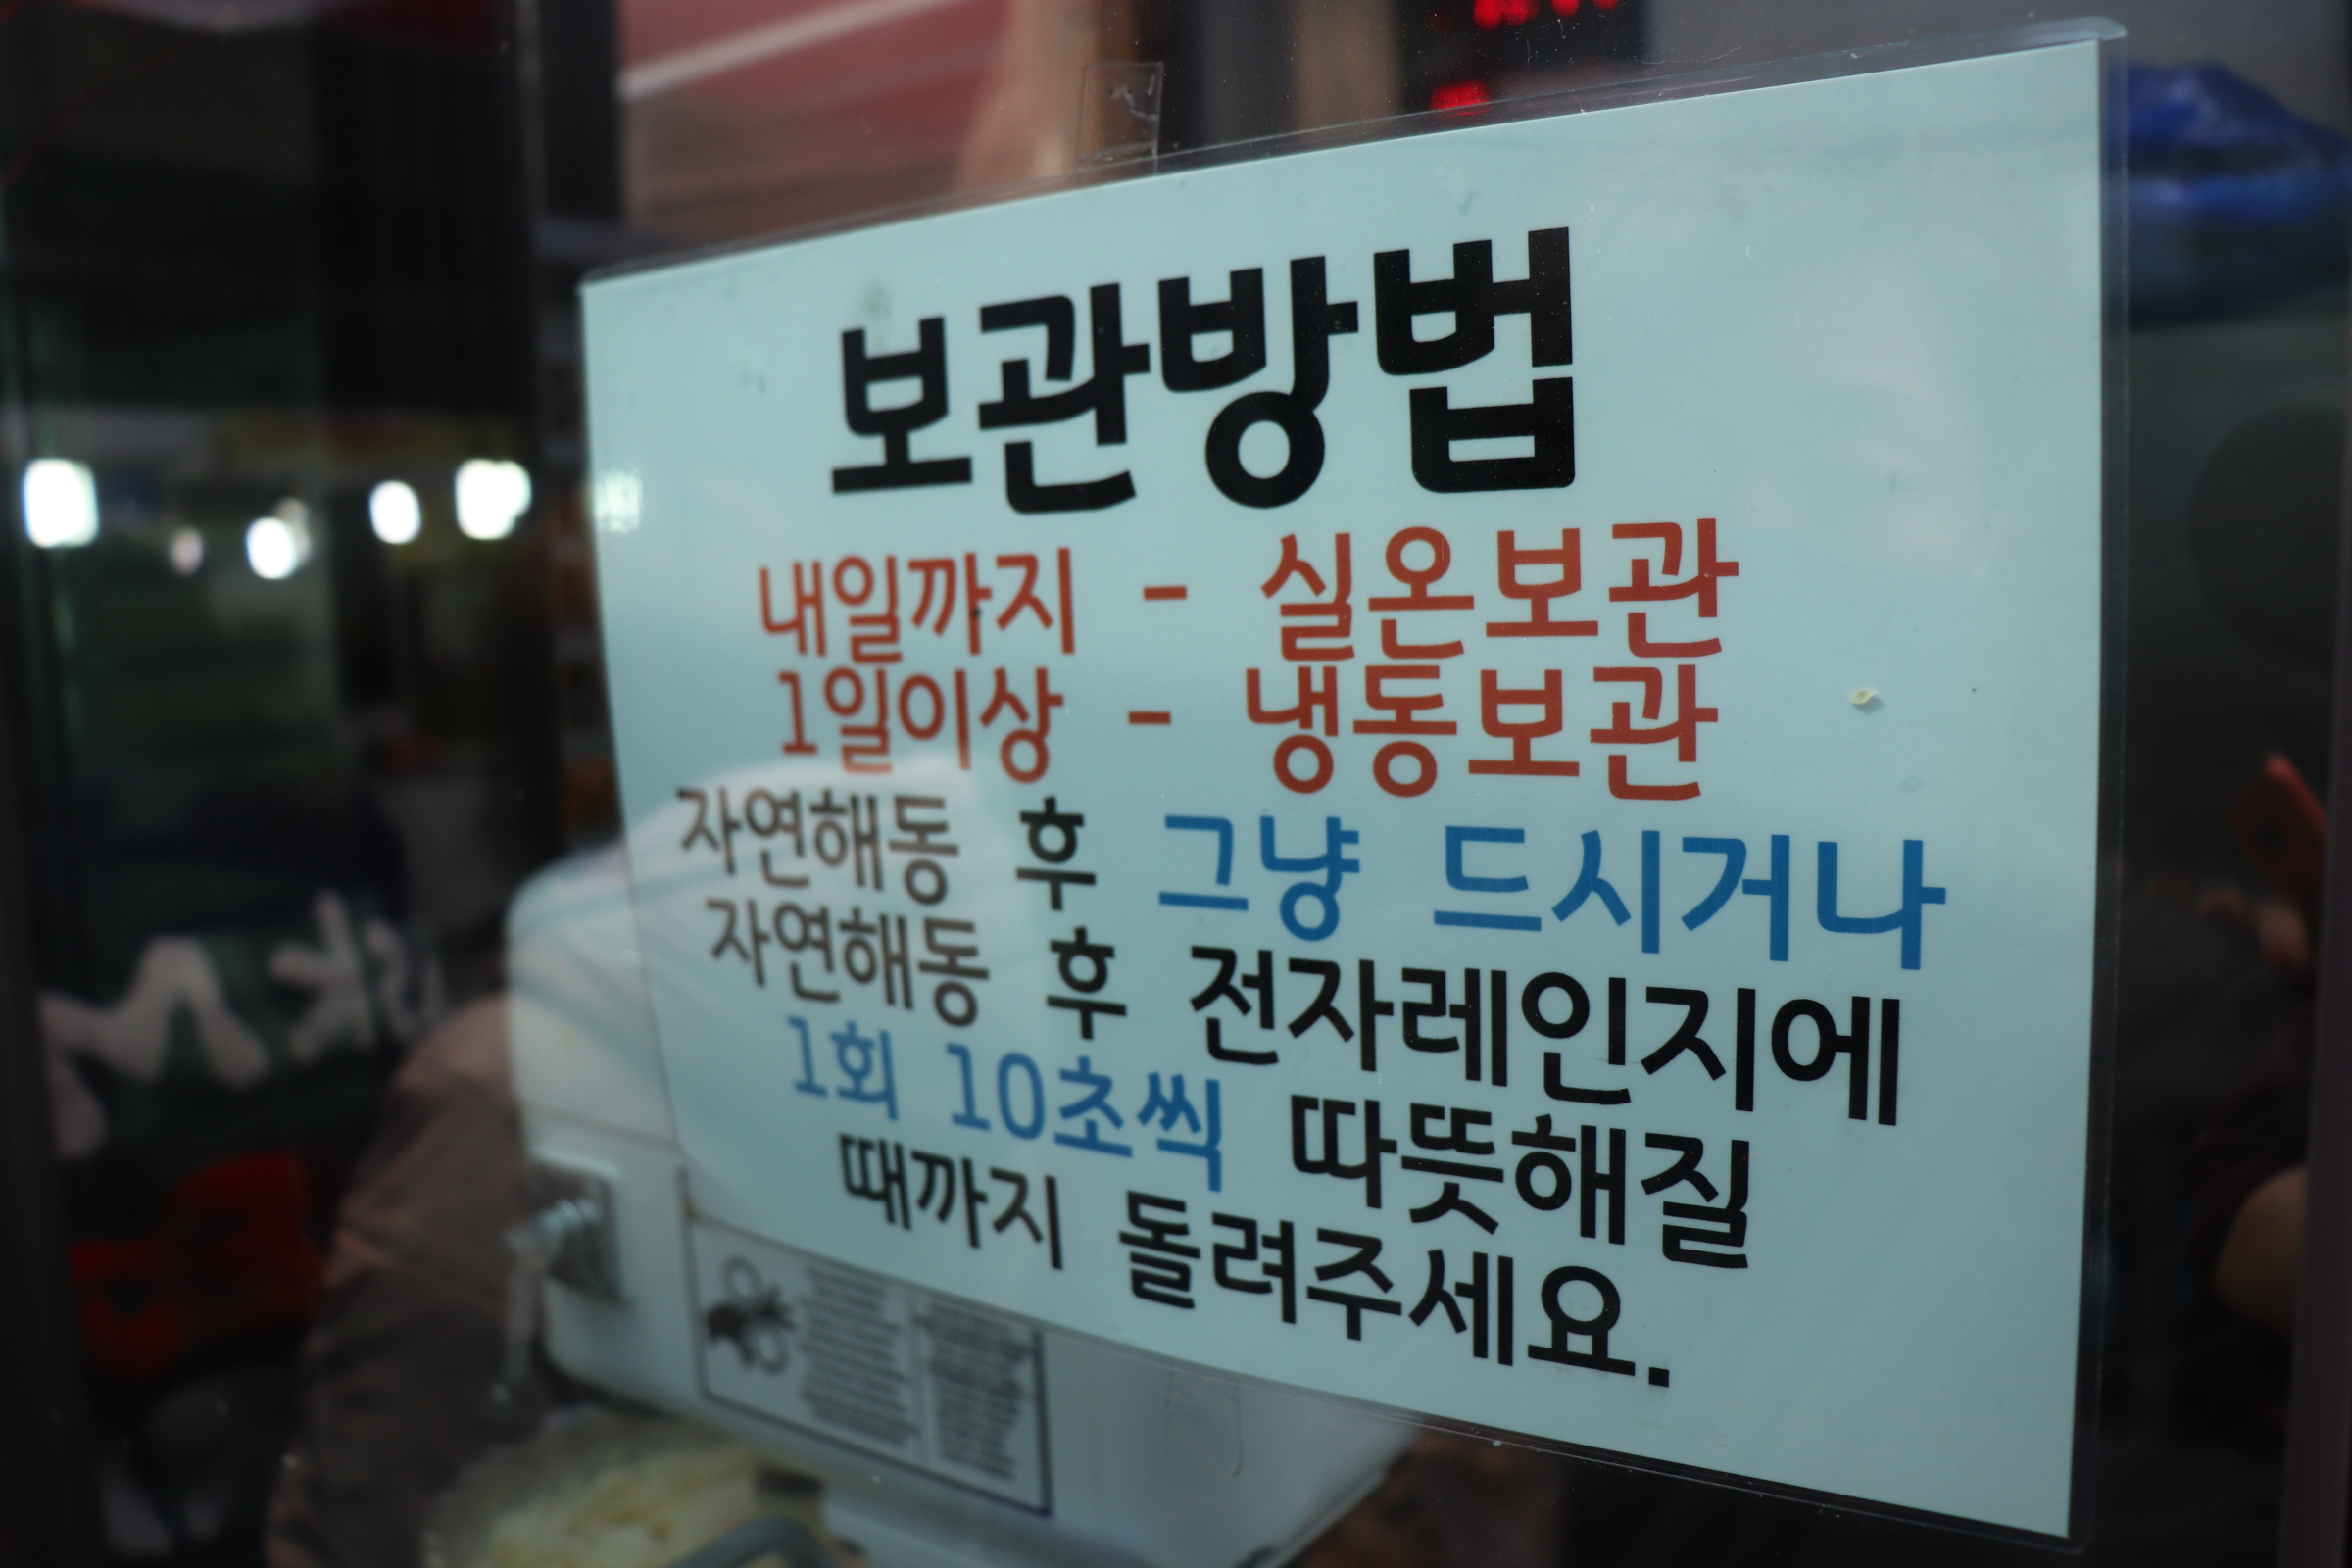 보관방법
내일까지 - 실온보관
1일이상 - 냉동보관
자연해동 후 그냥 드시거나
자연해동 후 전자레인지에
1회 10초씩 따뜻해질
때까지 돌려주세요.